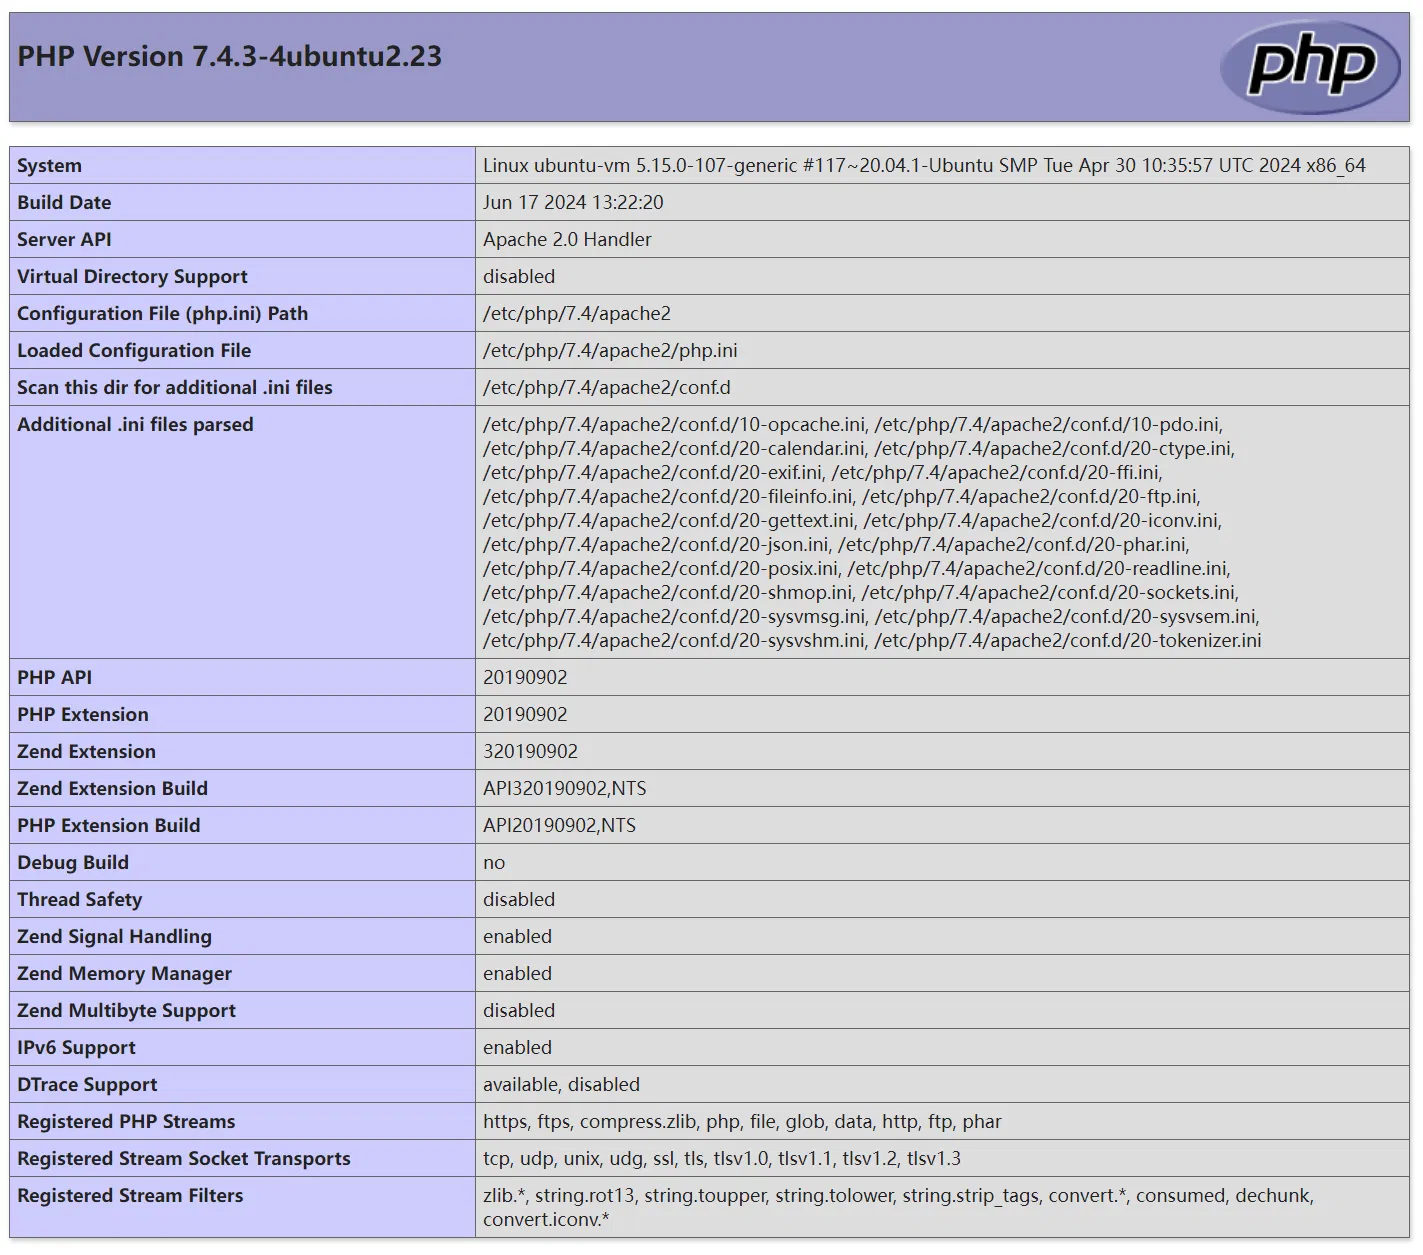 PHP Version 7.4.3-4ubuntu2.23
php
System
Linux ubuntu-vm 5.15.0-107-generic #117~20.04.1-Ubuntu SMP Tue Apr 30 10:35:57 UTC 2024 x86_64
Build Date
Jun 17 2024 13:22:20
Server API
Apache 2.0 Handler
Virtual Directory Support
disabled
Configuration File (php.ini) Path
/etc/php/7.4/apache2
Loaded Configuration File
/etc/php/7.4/apache2/php.ini
Scan this dir for additional .ini files
/etc/php/7.4/apache2/conf.d
Additional .ini files parsed
/etc/php/7.4/apache2/conf.d/10-opcache.ini, /etc/php/7.4/apache2/conf.d/10-pdo.ini,
/etc/php/7.4/apache2/conf.d/20-calendar.ini, /etc/php/7.4/apache2/conf.d/20-ctype.ini,
/etc/php/7.4/apache2/conf.d/20-exif.ini, /etc/php/7.4/apache2/conf.d/20-ffi.ini,
/etc/php/7.4/apache2/conf.d/20-fileinfo.ini, /etc/php/7.4/apache2/conf.d/20-ftp.ini,
/etc/php/7.4/apache2/conf.d/20-gettext.ini, /etc/php/7.4/apache2/conf.d/20-iconv.ini,
/etc/php/7.4/apache2/conf.d/20-json.ini, /etc/php/7.4/apache2/conf.d/20-phar.ini,
/etc/php/7.4/apache2/conf.d/20-posix.ini, /etc/php/7.4/apache2/conf.d/20-readline.ini,
/etc/php/7.4/apache2/conf.d/20-shmop.ini, /etc/php/7.4/apache2/conf.d/20-sockets.ini,
/etc/php/7.4/apache2/conf.d/20-sysvmsg.ini, /etc/php/7.4/apache2/conf.d/20-sysvsem.ini,
/etc/php/7.4/apache2/conf.d/20-sysvshm.ini, /etc/php/7.4/apache2/conf.d/20-tokenizer.ini
PHP API
20190902
PHP Extension
20190902
Zend Extension
320190902
Zend Extension Build
API320190902,NTS
PHP Extension Build
API20190902,NTS
Debug Build
no
Thread Safety
disabled
Zend Signal Handling
enabled
Zend Memory Manager
enabled
Zend Multibyte Support
disabled
IPv6 Support
enabled
DTrace Support
available, disabled
Registered PHP Streams
https, ftps, compress.zlib, php, file, glob, data, http, ftp, phar
Registered Stream Socket Transports
tcp, udp, unix, udg, ssl, tls, tlsv1.0, tlsv1.1, tlsv1.2, tlsv1.3
Registered Stream Filters
zlib.*, string.rot13, string.toupper, string.tolower, string.strip_tags, convert.*, consumed, dechunk,
convert.iconv.*